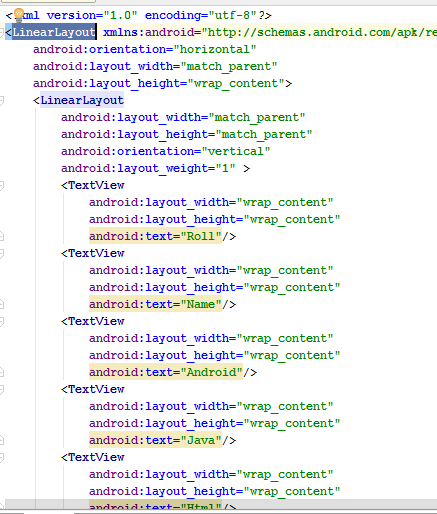 <?xml version="1.0" encoding="utf-8"?>
<LinearLayout xmlns:android="http://schemas.android.com/apk/re
android:orientation="horizontal"
android:layout_width="match_parent"
android:layout_height="wrap_content">
<LinearLayout
android:layout_width="match_parent"
android:layout_height="match_parent"
android:orientation="vertical"
android:layout_weight="1" >
<TextView
android:layout_width="wrap_content"
android:layout_height="wrap_content"
android:text="Roll"/>
<TextView
android:layout_width="wrap_content"
android:layout_height="wrap_content"
android:text="Name"/>
<TextView
android:layout_width="wrap_content"
android:layout_height="wrap_content"
android:text="Android"/>
<TextView
android:layout_width="wrap_content"
android:layout_height="wrap_content"
android:text="Java"/>
<TextView
android:layout_width="wrap_content"
android:layout_height="wrap_content"
android:text="Html"/>